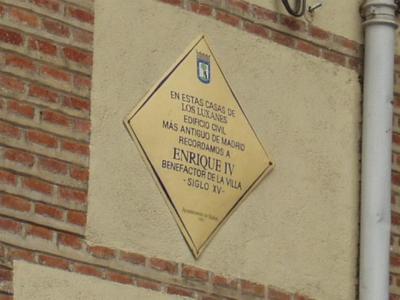 EN ESTAS CASAS DE
LOS LUXANES
EDIFICIO CIVIL
MÁS ANTIGUO DE MADRID
RECORDAMOS A
ENRIQUE IV
BENEFACTOR DE LA VILLA
- SIGLO XV -